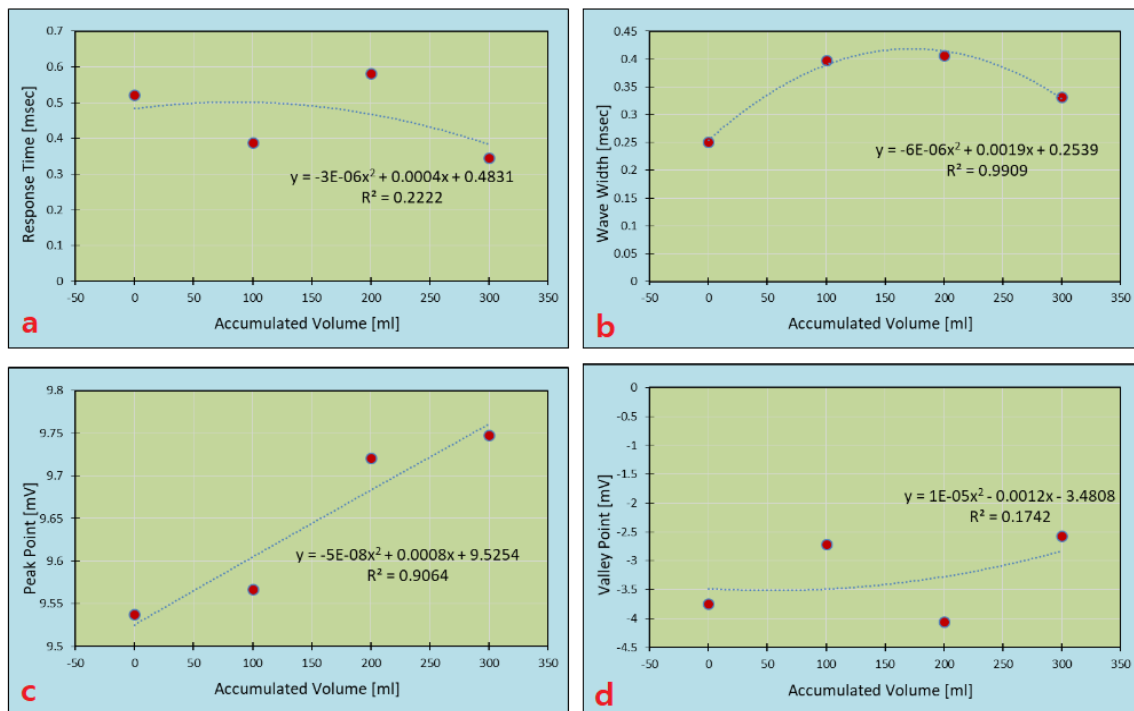 0.7
0.6
0.5
0.4
0.3
0.2
0.1
0
Response Time [msec]
y = -3E-06x² + 0.0004x + 0.4831
R² = 0.2222
-50 0 50 100 150 200 250 300 350
Accumulated Volume [ml]
a
0.45
0.4
0.35
0.3
0.25
0.2
0.15
0.1
0.05
0
Wave Width [msec]
y = -6E-06x² + 0.0019x + 0.2539
R² = 0.9909
-50 0 50 100 150 200 250 300 350
Accumulated Volume [ml]
b
9.8
9.75
9.7
9.65
9.6
9.55
9.5
Peak Point [mV]
y = -5E-08x² + 0.0008x + 9.5254
R² = 0.9064
-50 0 50 100 150 200 250 300 350
Accumulated Volume [ml]
c
0
-0.5
-1
-1.5
-2
-2.5
-3
-3.5
-4
-4.5
Valley Point [mV]
y = 1E-05x² - 0.0012x - 3.4808
R² = 0.1742
-50 0 50 100 150 200 250 300 350
Accumulated Volume [ml]
d